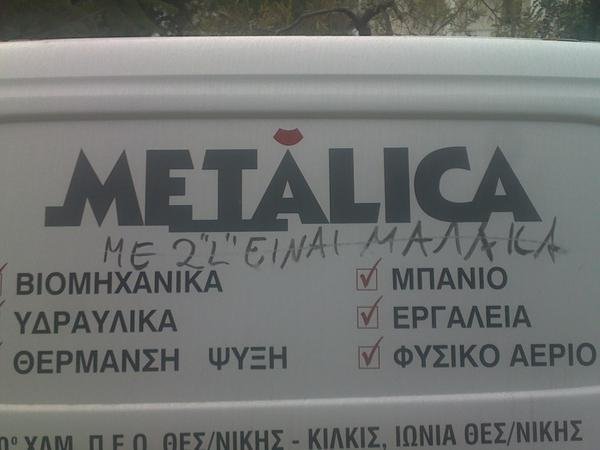 METALICA
ΜΕ 2 "L" ΕΙΝΑΙ ΜΑΛΑΚΑ
ΒΙΟΜΗΧΑΝΙΚΑ
ΥΔΡΑΥΛΙΚΑ
ΘΕΡΜΑΝΣΗ ΨΥΞΗ
ΜΠΑΝΙΟ
ΕΡΓΑΛΕΙΑ
ΦΥΣΙΚΟ ΑΕΡΙΟ
0° ΧΛΜ. Π.Ε.Ο. ΘΕΣ/ΝΙΚΗΣ - ΚΙΛΚΙΣ, ΙΩΝΙΑ ΘΕΣ/ΝΙΚΗΣ